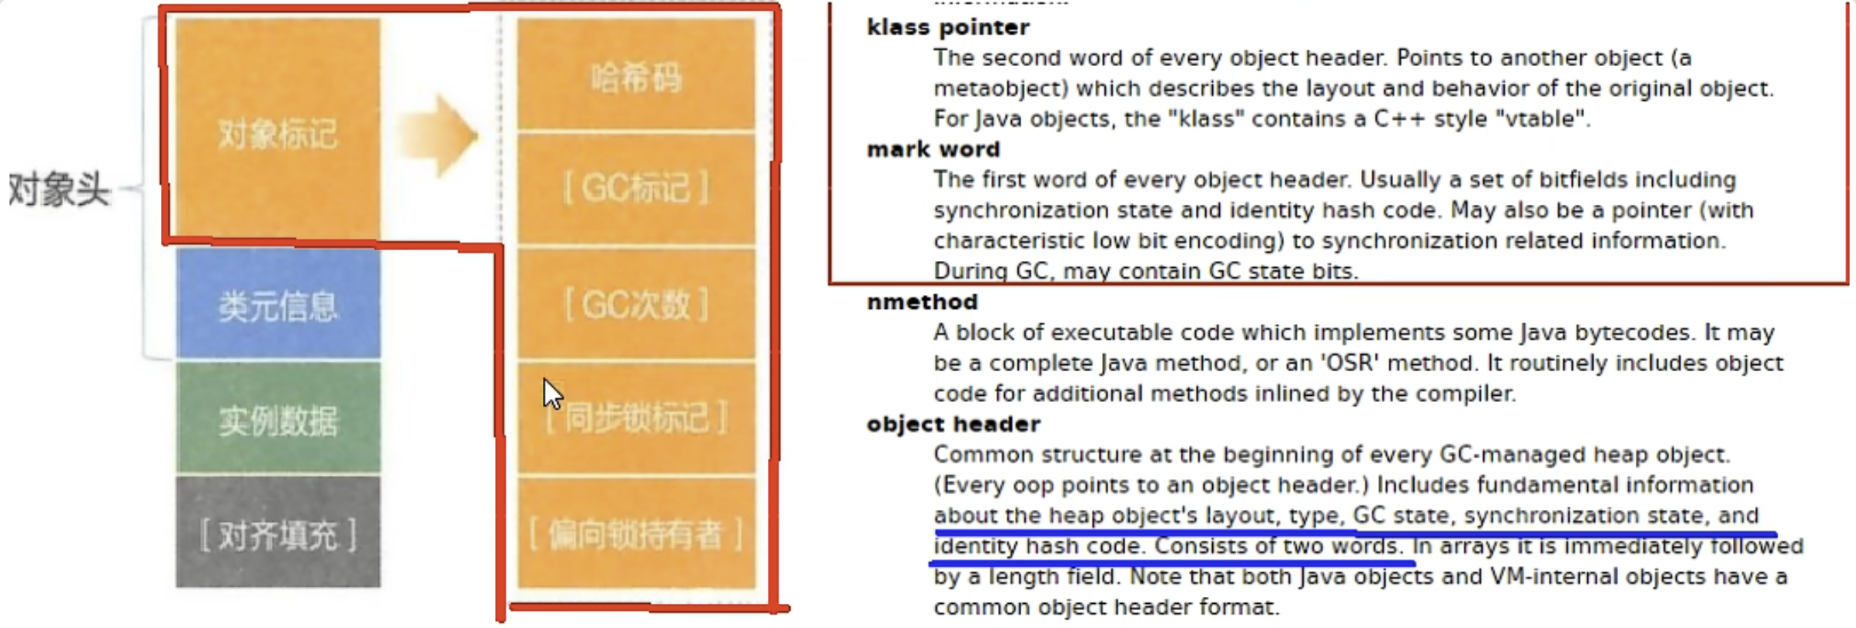 对象头
对象标记
类元信息
实例数据
[ 对齐填充 ]
哈希码
[ GC标记 ]
[ GC次数 ]
[ 同步锁标记 ]
[ 偏向锁持有者 ]
klass pointer
The second word of every object header. Points to another object (a
metaobject) which describes the layout and behavior of the original object.
For Java objects, the "klass" contains a C++ style "vtable".
mark word
The first word of every object header. Usually a set of bitfields including
synchronization state and identity hash code. May also be a pointer (with
characteristic low bit encoding) to synchronization related information.
During GC, may contain GC state bits.
nmethod
A block of executable code which implements some Java bytecodes. It may
be a complete Java method, or an 'OSR' method. It routinely includes object
code for additional methods inlined by the compiler.
object header
Common structure at the beginning of every GC-managed heap object.
(Every oop points to an object header.) Includes fundamental information
about the heap object's layout, type, GC state, synchronization state, and
identity hash code. Consists of two words. In arrays it is immediately followed
by a length field. Note that both Java objects and VM-internal objects have a
common object header format.